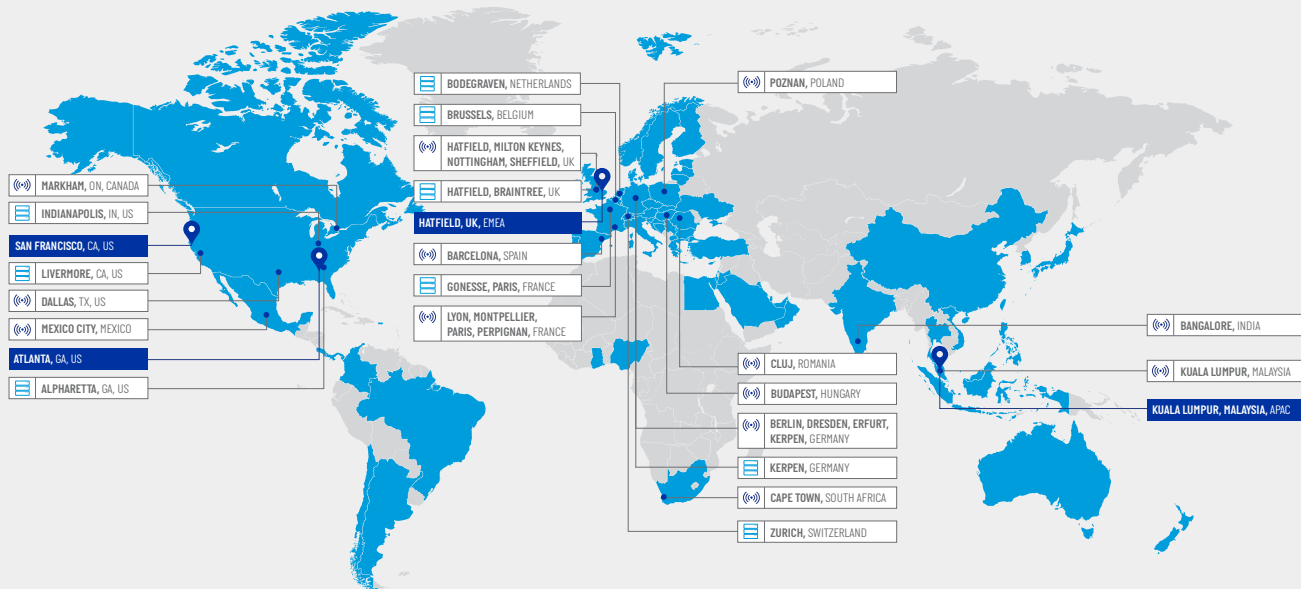 MARKHAM, ON, CANADA
INDIANAPOLIS, IN, US
SAN FRANCISCO, CA, US
LIVERMORE, CA, US
DALLAS, TX, US
MEXICO CITY, MEXICO
ATLANTA, GA, US
ALPHARETTA, GA, US
BODEGRAVEN, NETHERLANDS
BRUSSELS, BELGIUM
HATFIELD, MILTON KEYNES,
NOTTINGHAM, SHEFFIELD, UK
HATFIELD, BRAINTREE, UK
HATFIELD, UK, EMEA
BARCELONA, SPAIN
GONESSE, PARIS, FRANCE
LYON, MONTPELLIER,
PARIS, PERPIGNAN, FRANCE
POZNAN, POLAND
CLUJ, ROMANIA
BUDAPEST, HUNGARY
BERLIN, DRESDEN, ERFURT,
KERPEN, GERMANY
KERPEN, GERMANY
CAPE TOWN, SOUTH AFRICA
ZURICH, SWITZERLAND
BANGALORE, INDIA
KUALA LUMPUR, MALAYSIA
KUALA LUMPUR, MALAYSIA, APAC